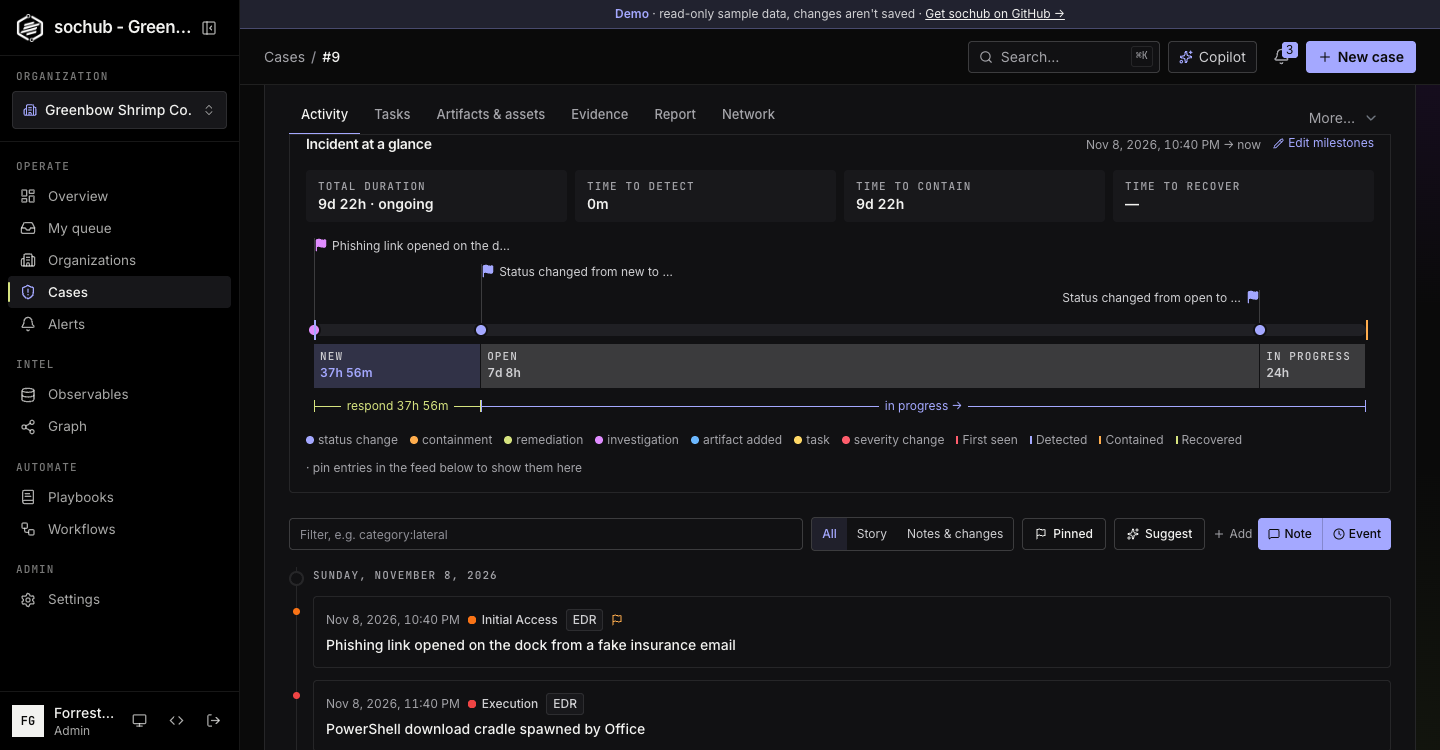 sochub - Green...
Demo · read-only sample data, changes aren't saved · Get sochub on GitHub →
Cases / #9
Search... ⌘K
Copilot
3
+ New case
ORGANIZATION
Greenbow Shrimp Co.
OPERATE
Overview
My queue
Organizations
Cases
Alerts
INTEL
Observables
Graph
AUTOMATE
Playbooks
Workflows
ADMIN
Settings
FG
Forrest...
Admin
Activity Tasks Artifacts & assets Evidence Report Network More...
Incident at a glance
Nov 8, 2026, 10:40 PM → now Edit milestones
TOTAL DURATION
9d 22h · ongoing
TIME TO DETECT
0m
TIME TO CONTAIN
9d 22h
TIME TO RECOVER
—
Phishing link opened on the d...
Status changed from new to ...
Status changed from open to ...
NEW
37h 56m
OPEN
7d 8h
IN PROGRESS
24h
respond 37h 56m
in progress →
status change containment remediation investigation artifact added task severity change First seen Detected Contained Recovered
· pin entries in the feed below to show them here
Filter, e.g. category:lateral
All Story Notes & changes Pinned Suggest + Add Note Event
SUNDAY, NOVEMBER 8, 2026
Nov 8, 2026, 10:40 PM Initial Access EDR
Phishing link opened on the dock from a fake insurance email
Nov 8, 2026, 11:40 PM Execution EDR
PowerShell download cradle spawned by Office